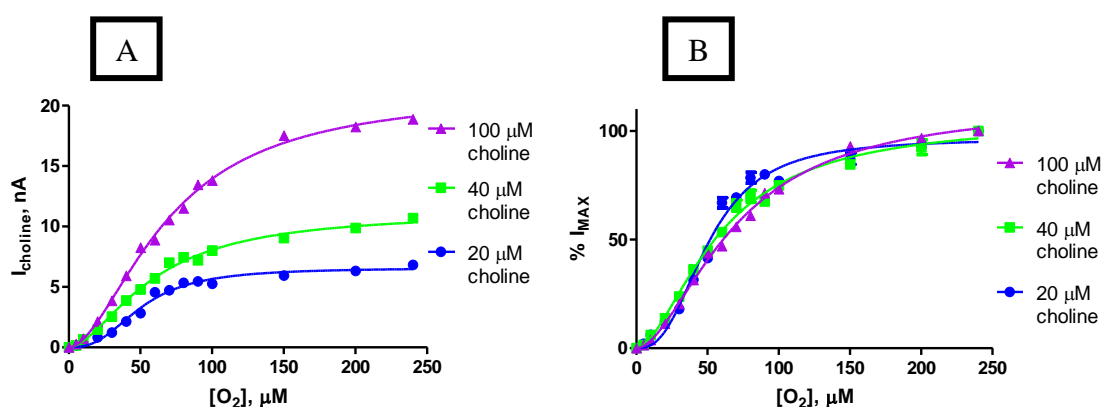 A
I_choline, nA
20
15
10
5
0
0 50 100 150 200 250
[O₂], μM
100 μM
choline
40 μM
choline
20 μM
choline
B
% I_MAX
100
50
0
0 50 100 150 200 250
[O₂], μM
100 μM
choline
40 μM
choline
20 μM
choline